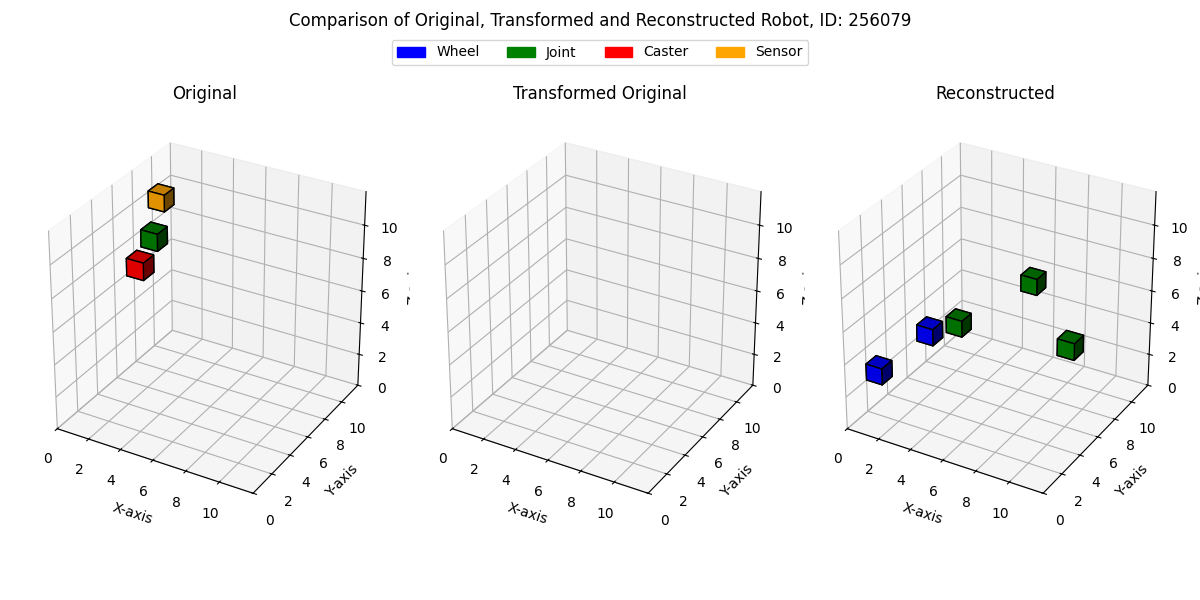 Comparison of Original, Transformed and Reconstructed Robot, ID: 256079
Wheel Joint Caster Sensor
Original
Transformed Original
Reconstructed
0 2 4 6 8 10
X-axis
0 2 4 6 8 10
Y-axis
0 2 4 6 8 10
0 2 4 6 8 10
X-axis
0 2 4 6 8 10
Y-axis
0 2 4 6 8 10
0 2 4 6 8 10
X-axis
0 2 4 6 8 10
Y-axis
0 2 4 6 8 10